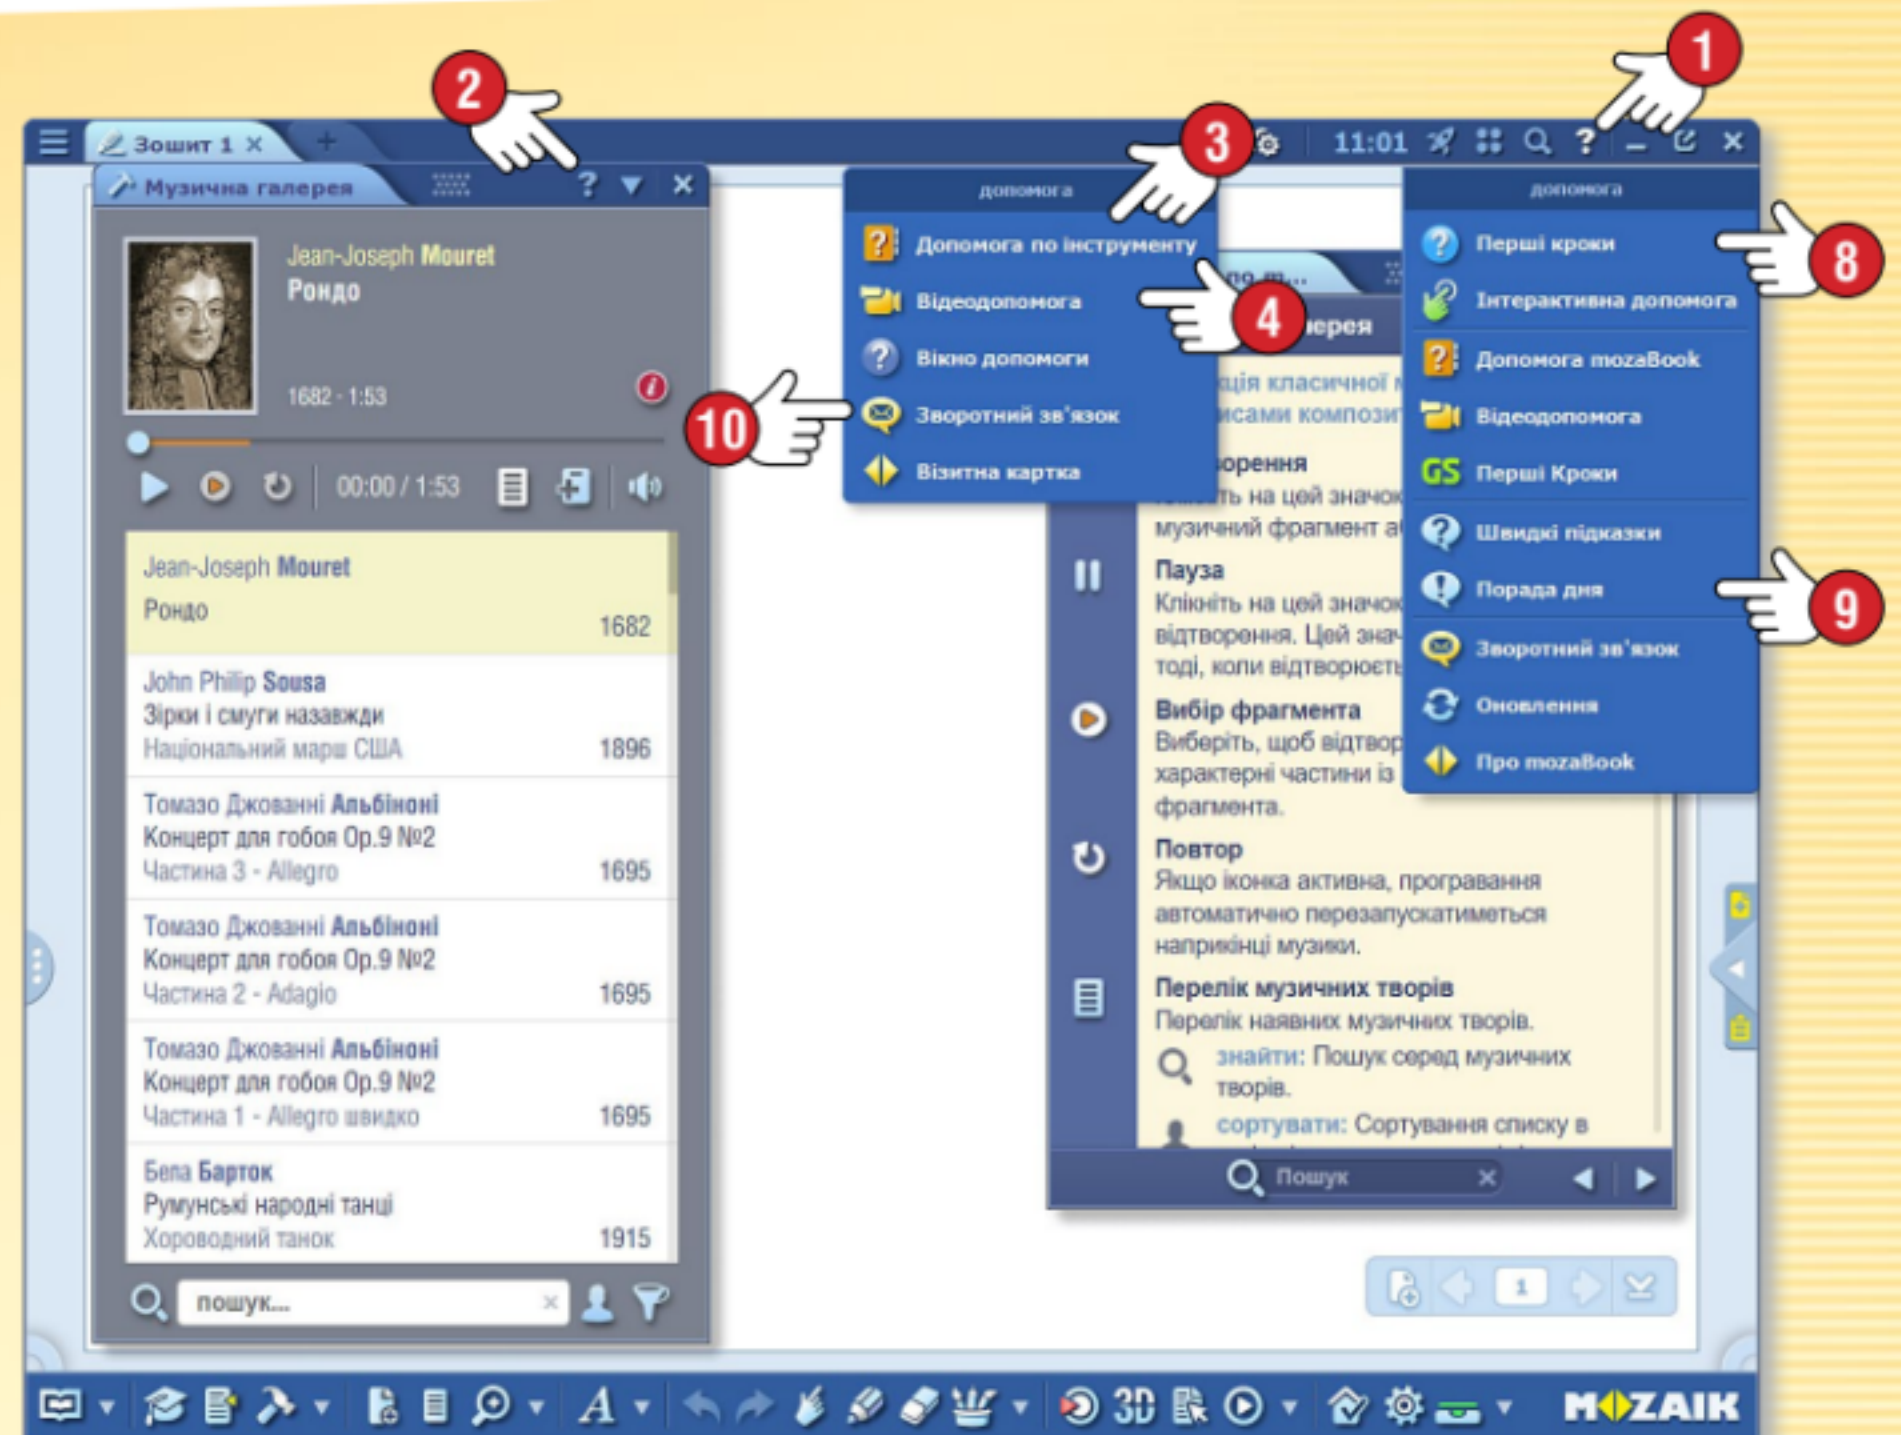 1
2
Зошит 1
11:01
Музична галерея
Jean-Joseph Mouret
Рондо
1682 - 1:53
00:00 / 1:53
Jean-Joseph Mouret
Рондо
1682
John Philip Sousa
Зірки і смуги назавжди
Національний марш США
1896
Томазо Джованні Альбіноні
Концерт для гобоя Op.9 №2
Частина 3 - Allegro
1695
Томазо Джованні Альбіноні
Концерт для гобоя Op.9 №2
Частина 2 - Adagio
1695
Томазо Джованні Альбіноні
Концерт для гобоя Op.9 №2
Частина 1 - Allegro швидко
1695
Бела Барток
Румунські народні танці
Хороводний танок
1915
пошук...
3
допомога
Допомога по інструменту
Відеодопомога
4
Вікно допомоги
10
Зворотний зв'язок
Візитна картка
допомога
Перші кроки
8
Інтерактивна допомога
Допомога mozaBook
Відеодопомога
GS Перші Кроки
Швидкі підказки
Порада дня
9
Зворотний зв'язок
Оновлення
Про mozaBook
по
класичної
на цей значок
музичний фрагмент
Пауза
Клікніть на цей значок
відтворення. Цей
тоді, коли
Вибір фрагмента
Виберіть, щоб
характерні частини із
фрагмента.
Повтор
Якщо іконка активна, програвання
автоматично перезапускатиметься
наприкінці музики.
Перелік музичних творів
Перелік наявних музичних творів.
знайти: Пошук серед музичних
творів.
сортувати: Сортування списку в
Пошук
1
A
3D
MOZAIK